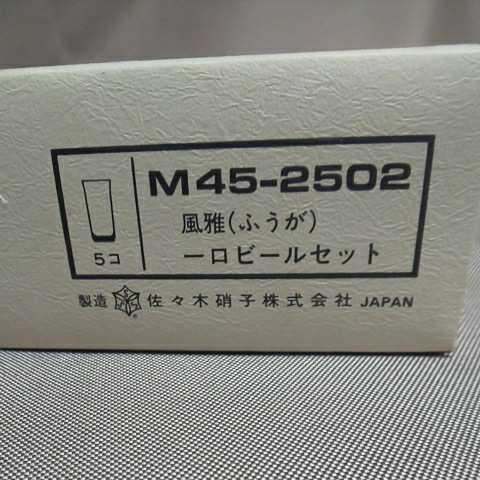 M45-2502
風雅(ふうが)
一口ビールセット
5コ
製造 佐々木硝子株式会社 JAPAN